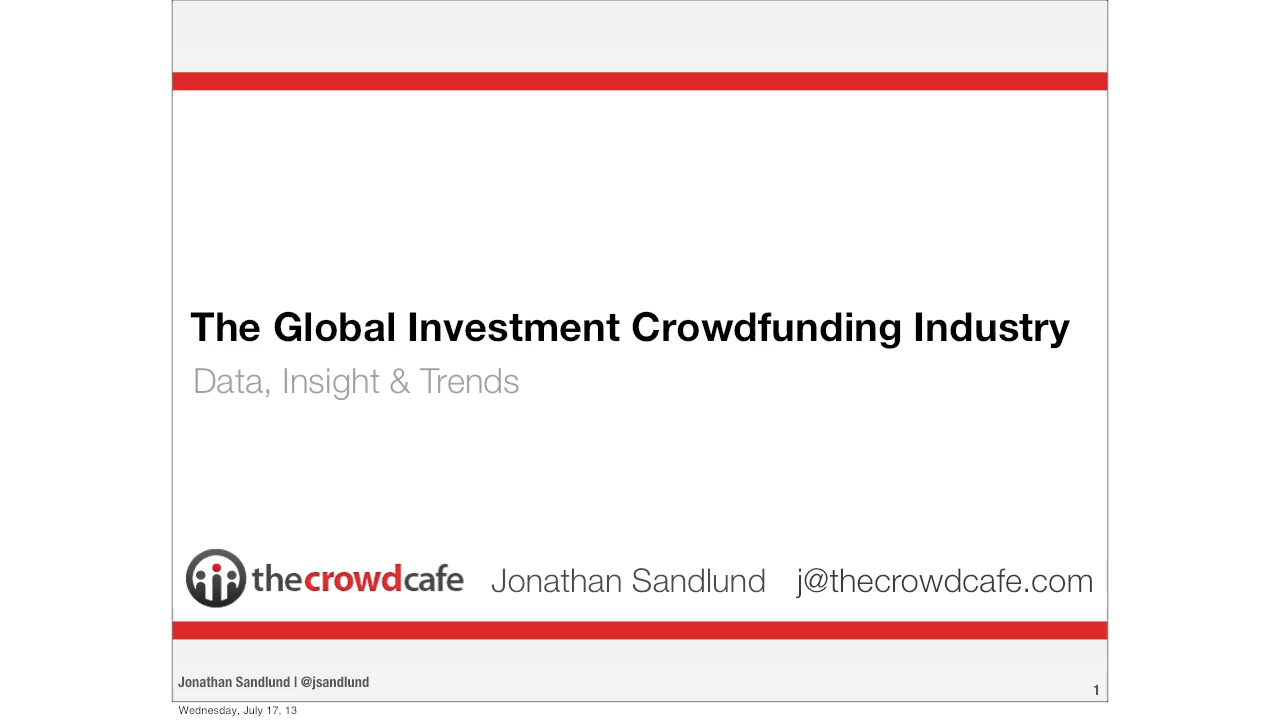 The Global Investment Crowdfunding Industry
Data, Insight & Trends
thecrowdcafe
Jonathan Sandlund
j@thecrowdcafe.com
Jonathan Sandlund | @jsandlund
1
Wednesday, July 17, 13